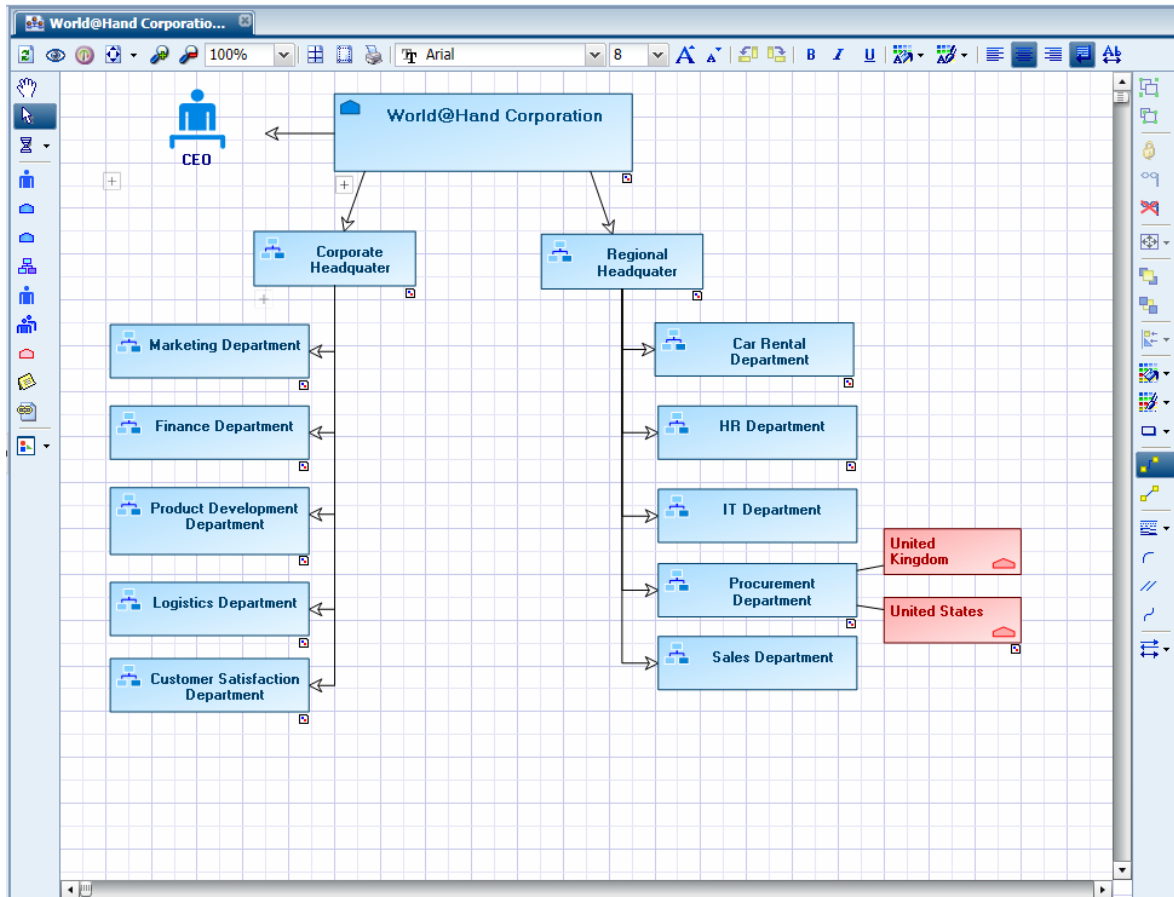 World@Hand Corporatio...
100%
Arial
8
B I U
Ab
CEO
World@Hand Corporation
Corporate
Headquater
Regional
Headquater
Marketing Department
Car Rental
Department
Finance Department
HR Department
Product Development
Department
IT Department
United
Kingdom
Procurement
Department
United States
Logistics Department
Sales Department
Customer Satisfaction
Department